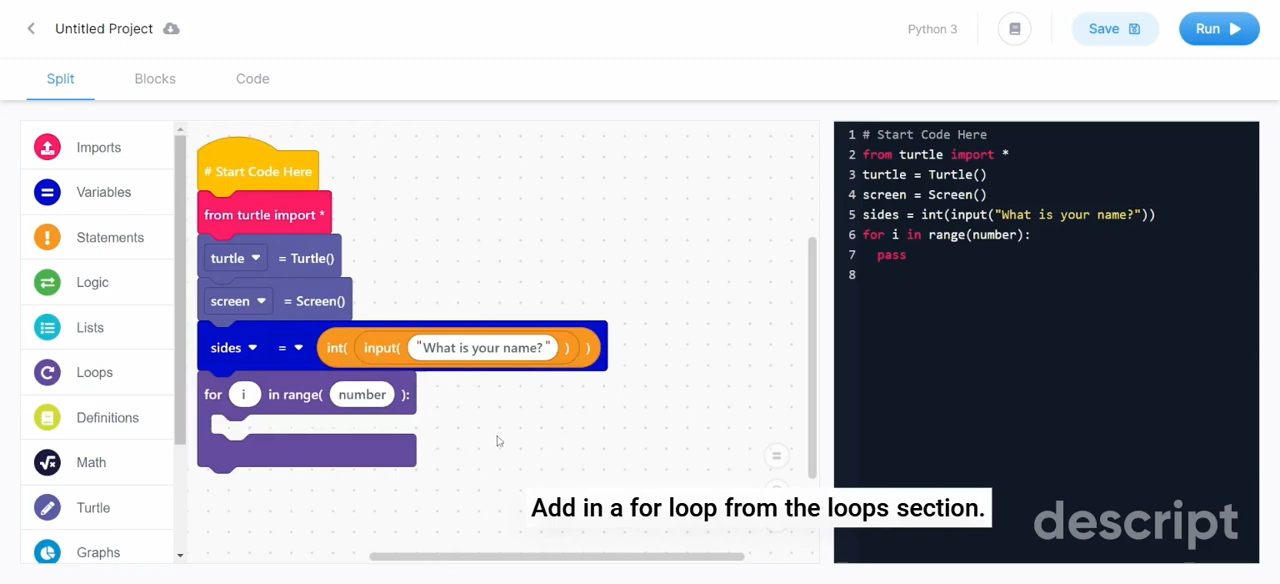 Untitled Project
Python 3
Save
Run
Split
Blocks
Code
Imports
Variables
Statements
Logic
Lists
Loops
Definitions
Math
Turtle
Graphs
# Start Code Here
from turtle import *
turtle = Turtle()
screen = Screen()
sides = int( input( "What is your name?" ) )
for i in range( number ):
1 # Start Code Here
2 from turtle import *
3 turtle = Turtle()
4 screen = Screen()
5 sides = int(input("What is your name?"))
6 for i in range(number):
7 pass
8
Add in a for loop from the loops section.
descript